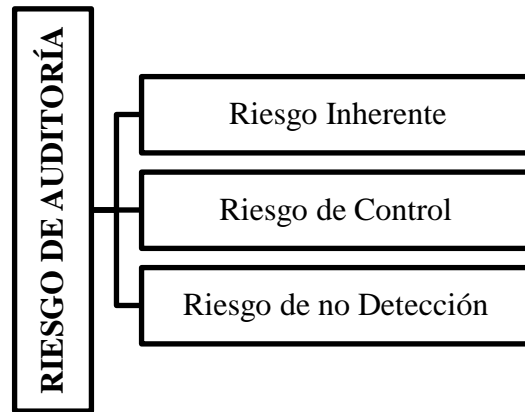 RIESGO DE AUDITORÍA
Riesgo Inherente
Riesgo de Control
Riesgo de no Detección